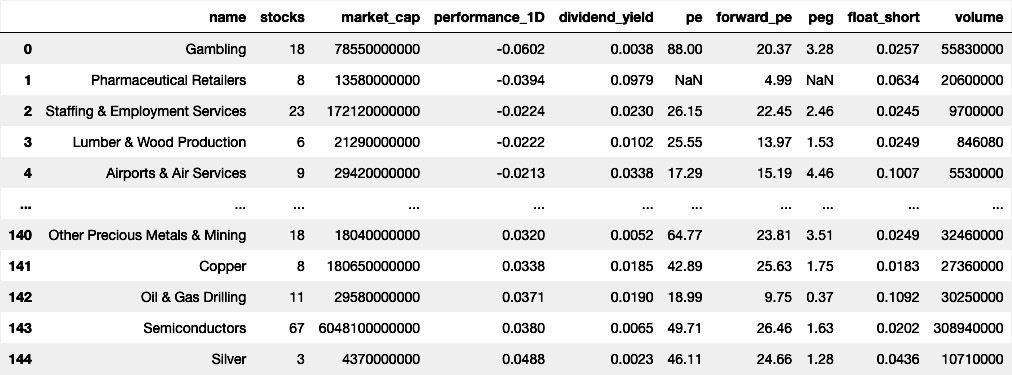 name stocks market_cap performance_1D dividend_yield pe forward_pe peg float_short volume
0 Gambling 18 78550000000 -0.0602 0.0038 88.00 20.37 3.28 0.0257 55830000
1 Pharmaceutical Retailers 8 13580000000 -0.0394 0.0979 NaN 4.99 NaN 0.0634 20600000
2 Staffing & Employment Services 23 172120000000 -0.0224 0.0230 26.15 22.45 2.46 0.0245 9700000
3 Lumber & Wood Production 6 21290000000 -0.0222 0.0102 25.55 13.97 1.53 0.0249 846080
4 Airports & Air Services 9 29420000000 -0.0213 0.0338 17.29 15.19 4.46 0.1007 5530000
... ... ... ... ... ... ... ... ... ... ...
140 Other Precious Metals & Mining 18 18040000000 0.0320 0.0052 64.77 23.81 3.51 0.0249 32460000
141 Copper 8 180650000000 0.0338 0.0185 42.89 25.63 1.75 0.0183 27360000
142 Oil & Gas Drilling 11 29580000000 0.0371 0.0190 18.99 9.75 0.37 0.1092 30250000
143 Semiconductors 67 6048100000000 0.0380 0.0065 49.71 26.46 1.63 0.0202 308940000
144 Silver 3 4370000000 0.0488 0.0023 46.11 24.66 1.28 0.0436 10710000